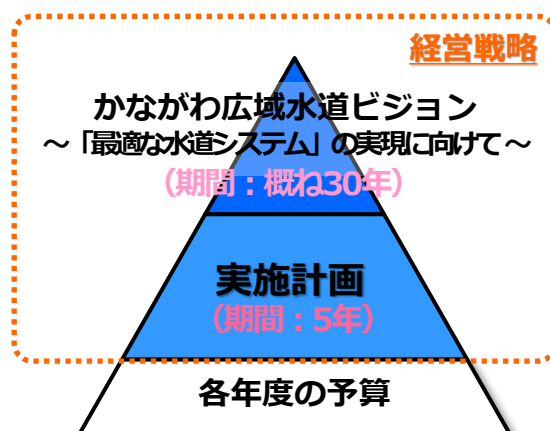 経営戦略
かながわ広域水道ビジョン
～「最適な水道システム」の実現に向けて～
（期間：概ね30年）
実施計画
（期間：5年）
各年度の予算